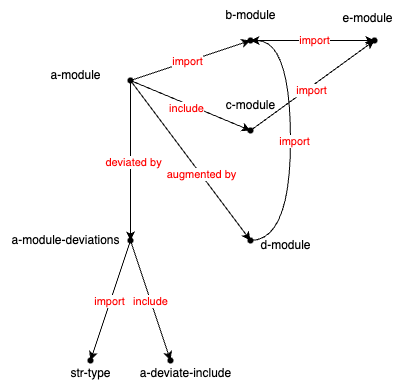 b-module
e-module
import
import
a-module
import
c-module
include
import
deviated by
augmented by
a-module-deviations
d-module
import
include
str-type
a-deviate-include